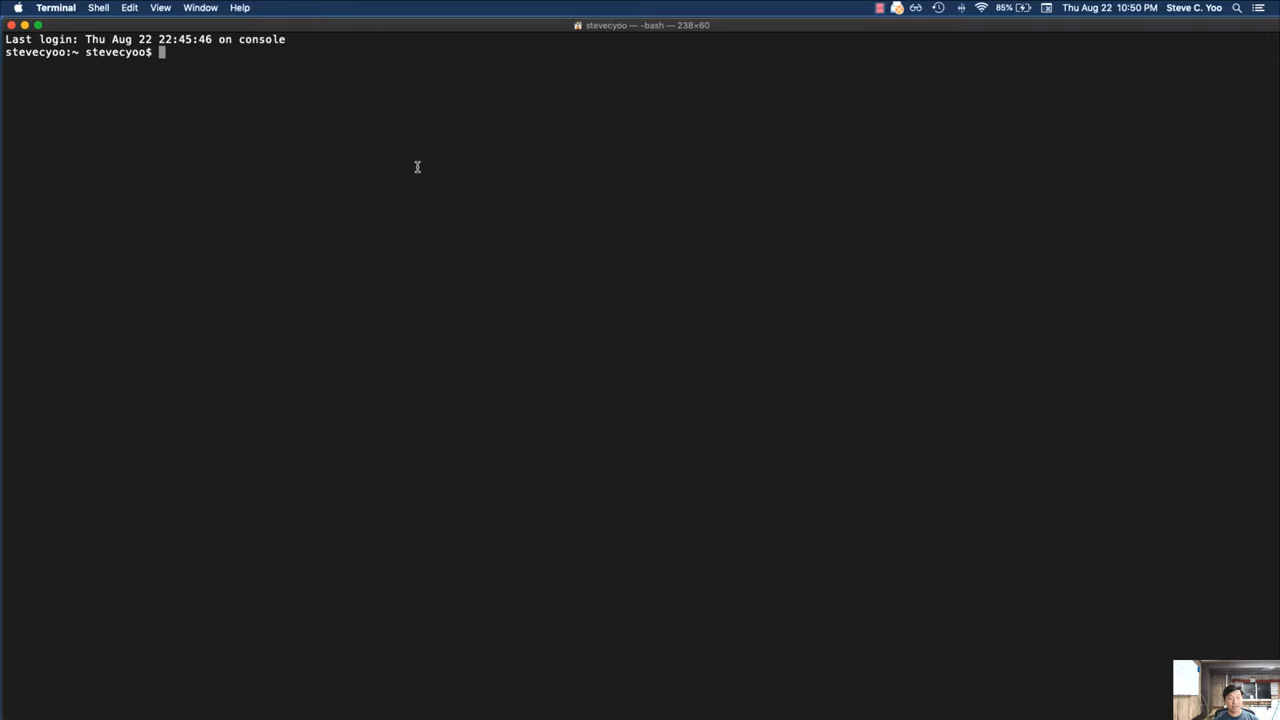 Terminal Shell Edit View Window Help 85% Thu Aug 22 10:50 PM Steve C. Yoo
stevecyoo — -bash — 238×60
Last login: Thu Aug 22 22:45:46 on console
stevecyoo:~ stevecyoo$